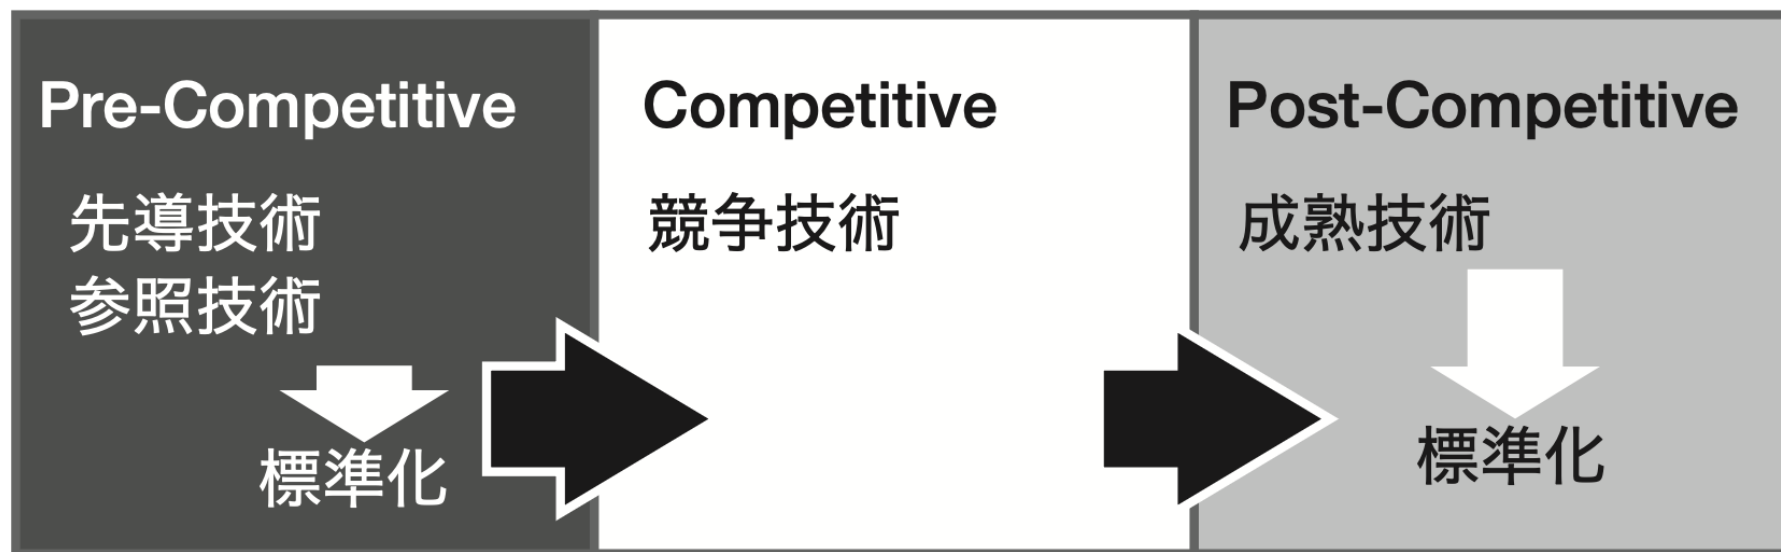 Pre-Competitive
先導技術
参照技術
標準化
Competitive
競争技術
Post-Competitive
成熟技術
標準化